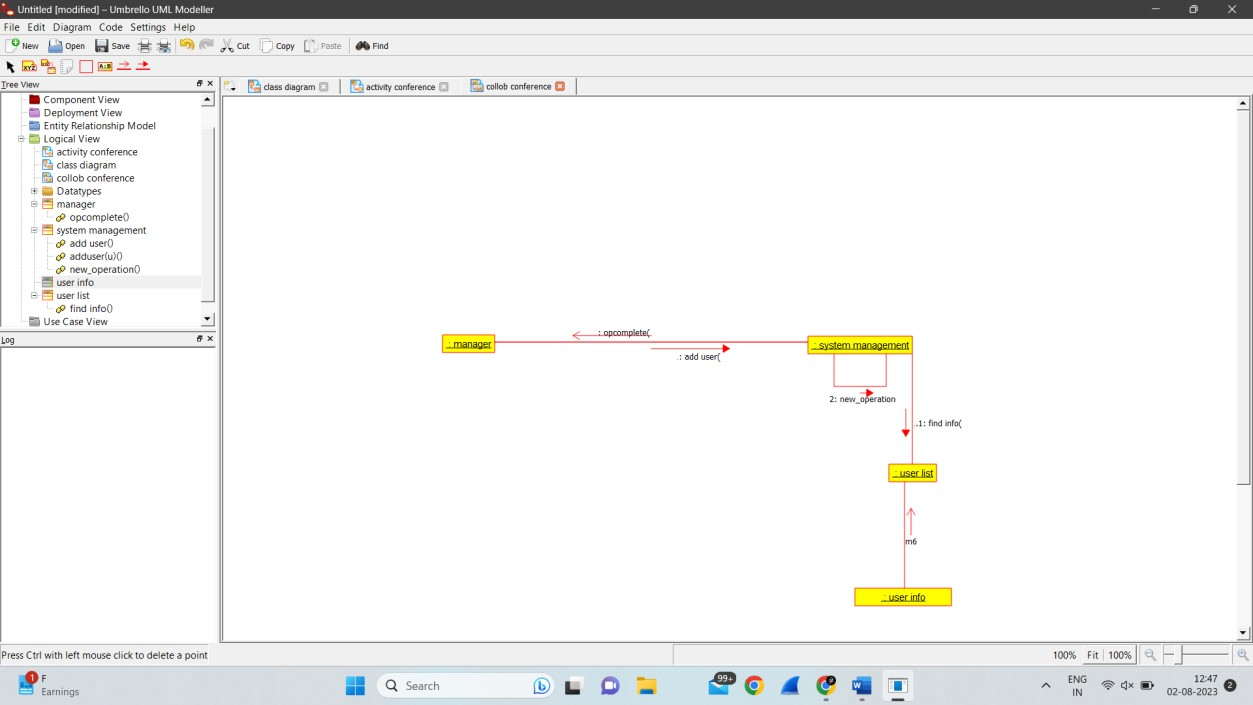 Untitled [modified] – Umbrello UML Modeller
File Edit Diagram Code Settings Help
New Open Save Cut Copy Paste Find
XYZ A:B
Tree View
class diagram activity conference collob conference
Component View
Deployment View
Entity Relationship Model
Logical View
activity conference
class diagram
collob conference
Datatypes
manager
opcomplete()
system management
add user()
adduser(u)()
new_operation()
user info
user list
find info()
Use Case View
Log
: opcomplete(
: manager
: system management
.: add user(
2: new_operation
.1: find info(
: user list
m6
: user info
Press Ctrl with left mouse click to delete a point
100% Fit 100%
1
F
Earnings
Search
99+
ENG
IN
12:47
02-08-2023
2